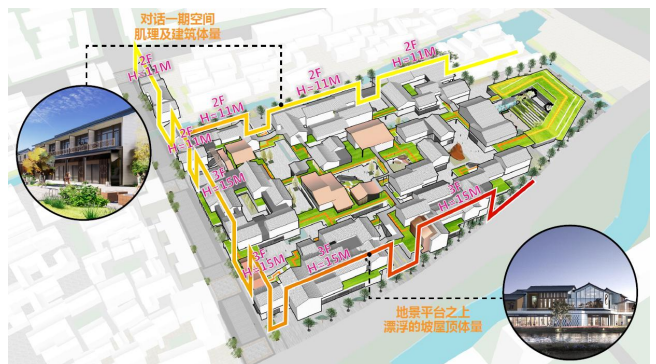 对话一期空间
肌理及建筑体量
2F
H=11M
2F
H=11M
2F
H=11M
2F
H=11M
2F
H=11M
3F
H=15M
3F
H=15M
3F
H=15M
3F
H=15M
地景平台之上
漂浮的坡屋顶体量